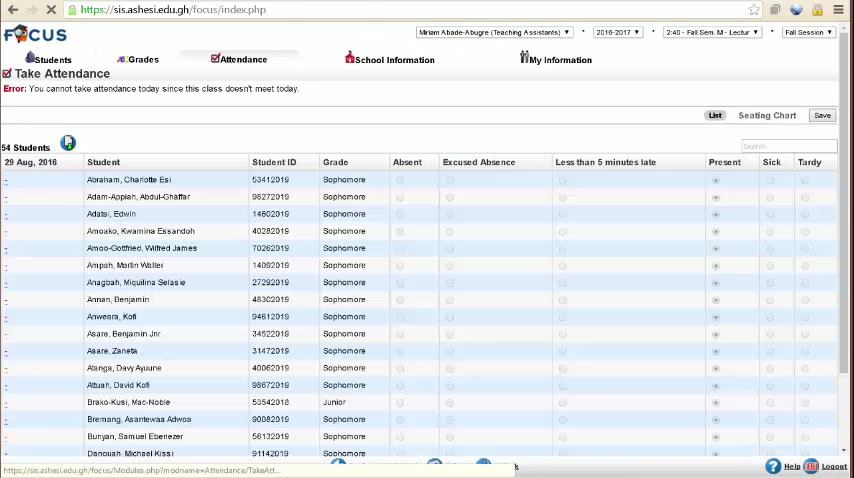 https://sis.ashesi.edu.gh/focus/index.php
FOCUS
Miriam Abade-Abugre (Teaching Assistants) 2016-2017 2:40 - Fall Sem. M - Lectur Fall Session
Students Grades Attendance School Information My Information
Take Attendance
Error: You cannot take attendance today since this class doesn't meet today.
List Seating Chart Save
54 Students
Search
29 Aug, 2016 Student Student ID Grade Absent Excused Absence Less than 5 minutes late Present Sick Tardy
- Abraham, Charlotte Esi 53412019 Sophomore
- Adam-Appiah, Abdul-Ghaffar 96272019 Sophomore
- Adatsi, Edwin 14602019 Sophomore
- Amoako, Kwamina Essandoh 40282019 Sophomore
- Amoo-Gottfried, Wilfred James 70262019 Sophomore
- Ampah, Martin Walter 14092019 Sophomore
- Anagbah, Miquilina Selasie 27292019 Sophomore
- Annan, Benjamin 48302019 Sophomore
- Anweara, Kofi 94612019 Sophomore
- Asare, Benjamin Jnr 34522019 Sophomore
- Asare, Zaneta 31472019 Sophomore
- Atanga, Davy Ayuune 40062019 Sophomore
- Attuah, David Kofi 98672019 Sophomore
- Brako-Kusi, Mac-Noble 53542018 Junior
- Bremang, Asantewaa Adwoa 90082019 Sophomore
- Bunyan, Samuel Ebenezer 56132019 Sophomore
Danquah, Michael Kissi 91142019 Sophomore
https://sis.ashesi.edu.gh/focus/Modules.php?modname=Attendance/TakeAtt...
Help Logout